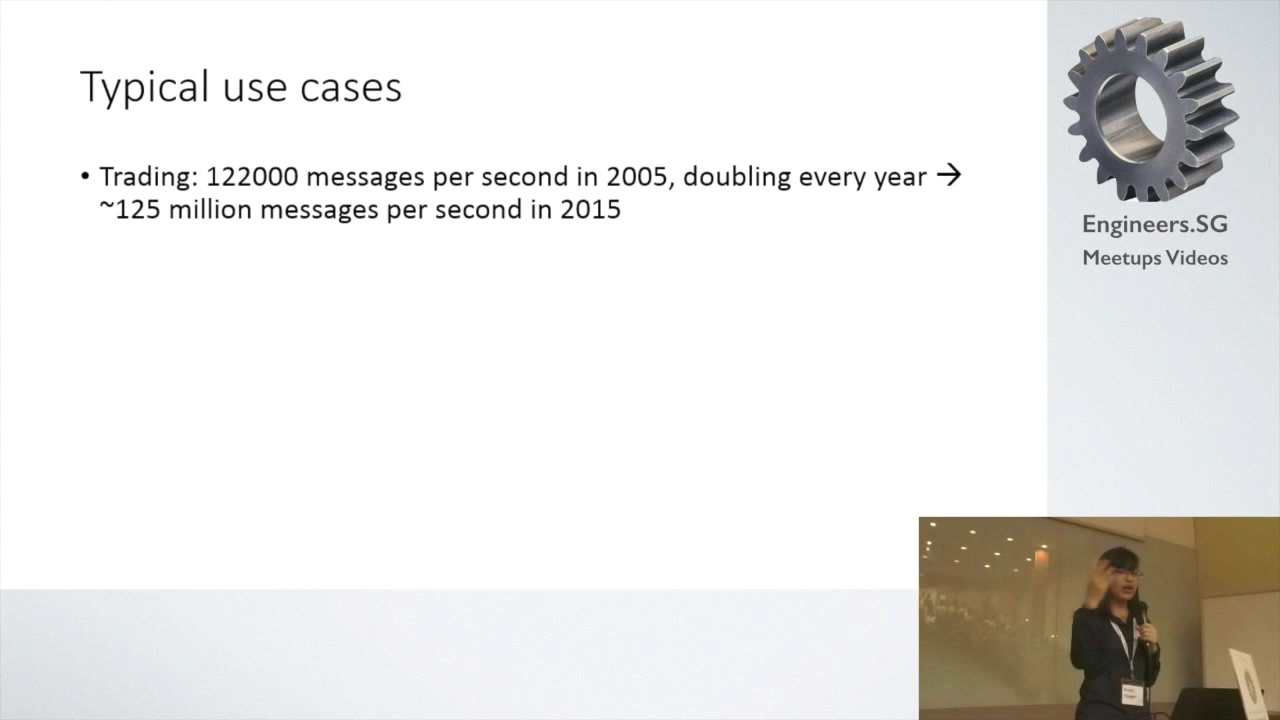 Typical use cases
• Trading: 122000 messages per second in 2005, doubling every year →
~125 million messages per second in 2015
Engineers.SG
Meetups Videos